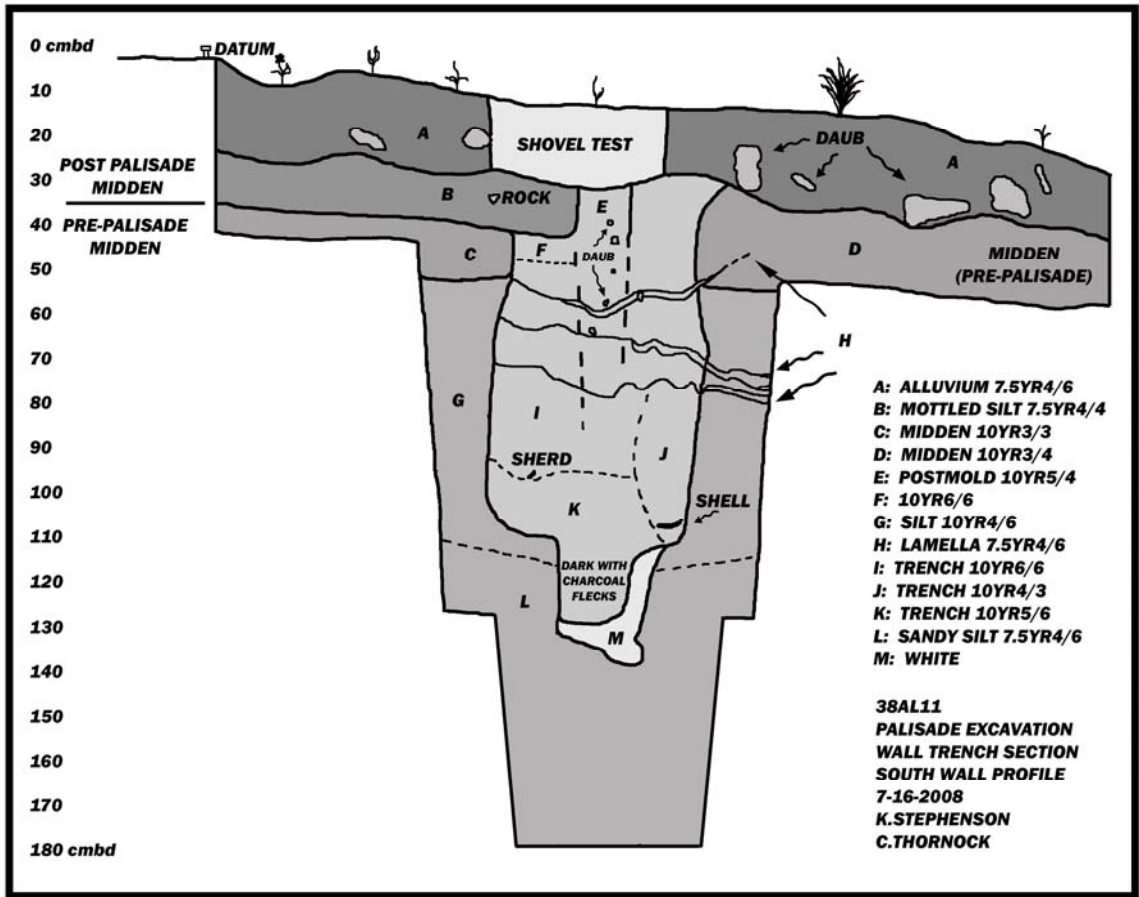 0 cmbd
DATUM
10
20
A
SHOVEL TEST
DAUB
A
POST PALISADE
MIDDEN
30
B
ROCK
E
PRE-PALISADE
MIDDEN
40
C
F
DAUB
D
MIDDEN
(PRE-PALISADE)
50
60
H
70
80
G
I
90
SHERD
J
100
K
SHELL
110
120
L
DARK WITH
CHARCOAL
FLECKS
130
M
140
150
160
170
180 cmbd
A: ALLUVIUM 7.5YR4/6
B: MOTTLED SILT 7.5YR4/4
C: MIDDEN 10YR3/3
D: MIDDEN 10YR3/4
E: POSTMOLD 10YR5/4
F: 10YR6/6
G: SILT 10YR4/6
H: LAMELLA 7.5YR4/6
I: TRENCH 10YR6/6
J: TRENCH 10YR4/3
K: TRENCH 10YR5/6
L: SANDY SILT 7.5YR4/6
M: WHITE
38AL11
PALISADE EXCAVATION
WALL TRENCH SECTION
SOUTH WALL PROFILE
7-16-2008
K.STEPHENSON
C.THORNOCK